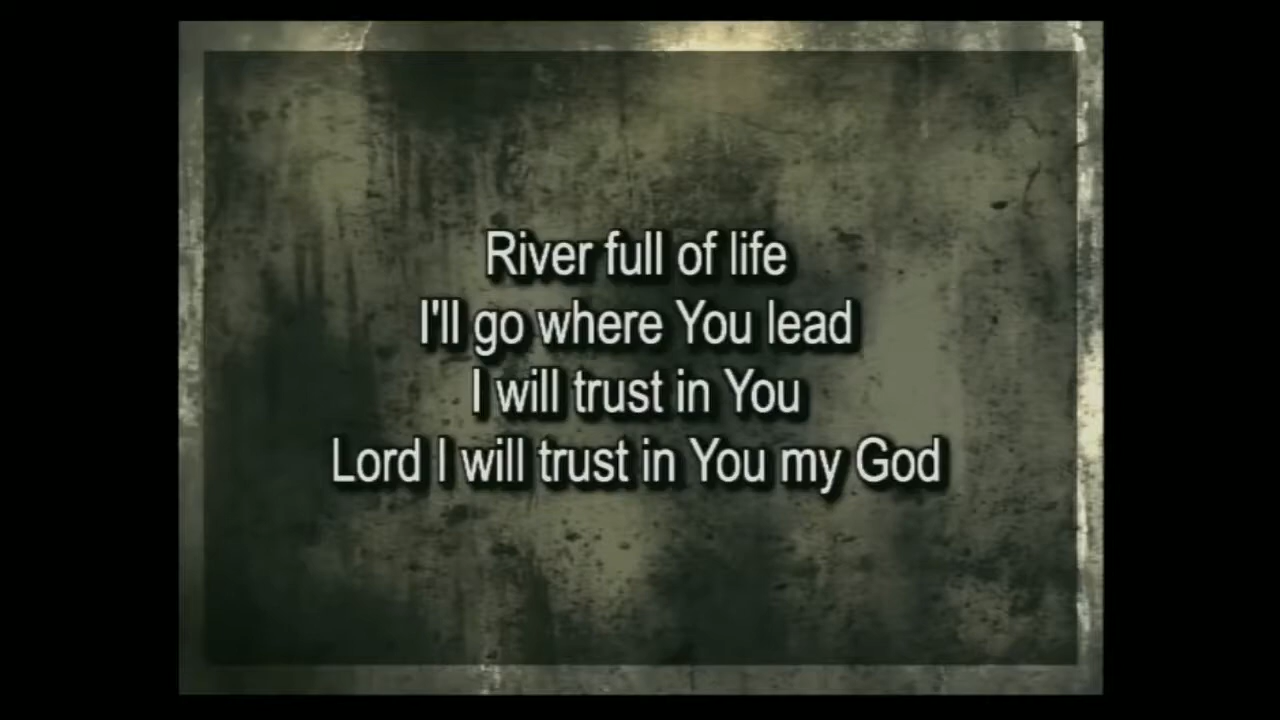 River full of life
I'll go where You lead
I will trust in You
Lord I will trust in You my God